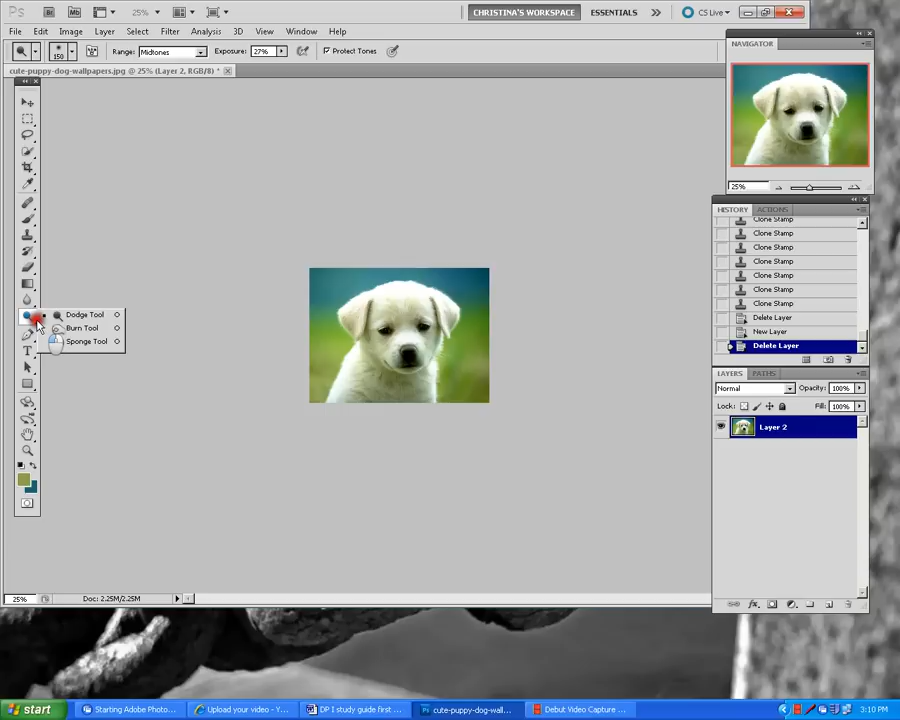 Ps Br Mb 25% CHRISTINA'S WORKSPACE ESSENTIALS CS Live
File Edit Image Layer Select Filter Analysis 3D View Window Help
150 Range: Midtones Exposure: 27% Protect Tones
cute-puppy-dog-wallpapers.jpg @ 25% (Layer 2, RGB/8) *
NAVIGATOR
25%
HISTORY ACTIONS
Clone Stamp
Clone Stamp
Clone Stamp
Clone Stamp
Clone Stamp
Clone Stamp
Clone Stamp
Delete Layer
New Layer
Delete Layer
Dodge Tool O
Burn Tool O
Sponge Tool O
T
LAYERS PATHS
Normal Opacity: 100%
Lock: Fill: 100%
Layer 2
fx
25% Doc: 2.25M/2.25M
start Starting Adobe Photo... Upload your video - Y... DP I study guide first ... Ps cute-puppy-dog-wall... Debut Video Capture ... 3:10 PM